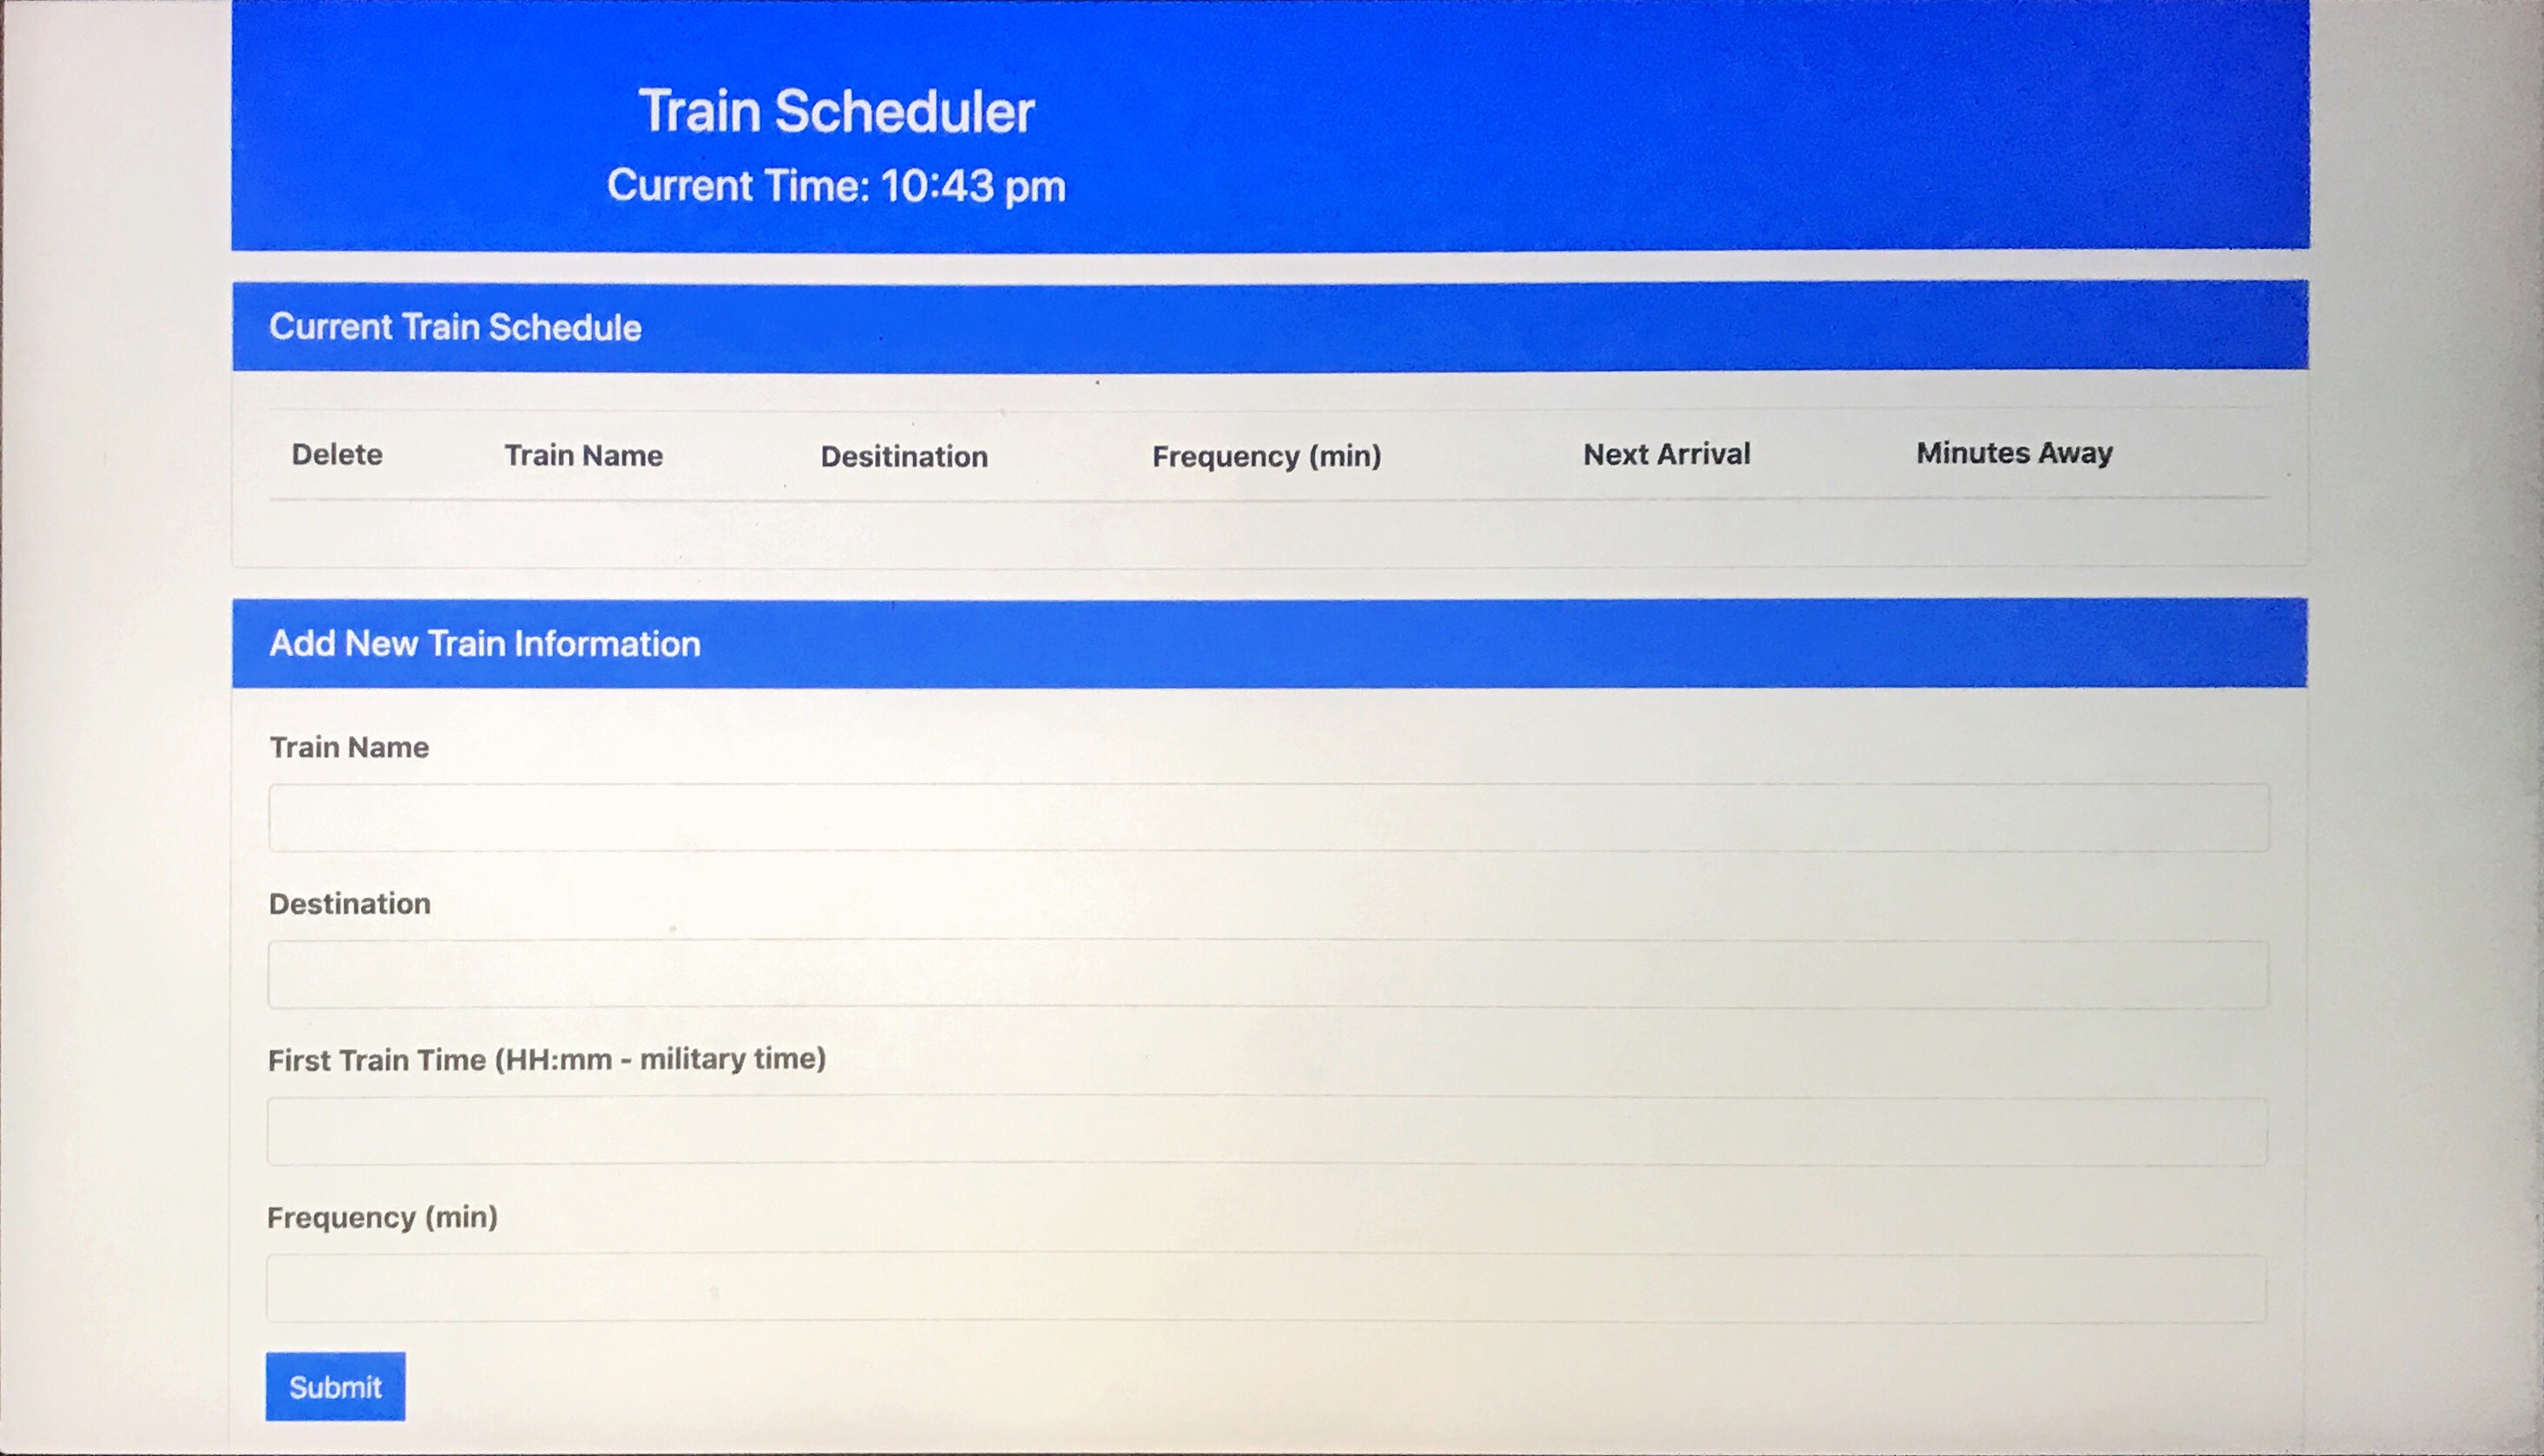 Train Scheduler
Current Time: 10:43 pm
Current Train Schedule
Delete Train Name Desitination Frequency (min) Next Arrival Minutes Away
Add New Train Information
Train Name
Destination
First Train Time (HH:mm - military time)
Frequency (min)
Submit